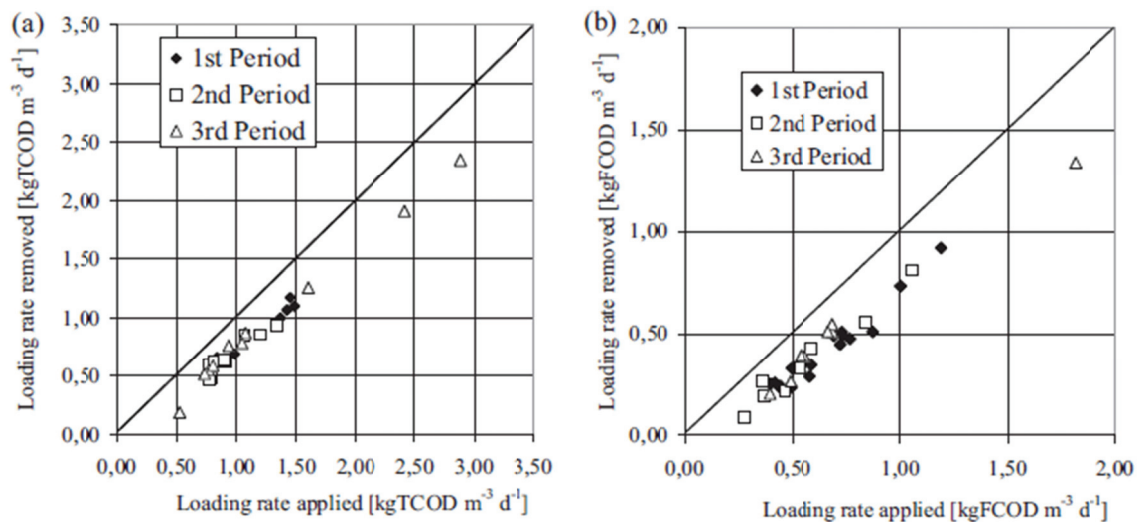 (a)
Loading rate removed [kgTCOD m⁻³ d⁻¹]
3,50
3,00
2,50
2,00
1,50
1,00
0,50
0,00
1st Period
2nd Period
3rd Period
0,00 0,50 1,00 1,50 2,00 2,50 3,00 3,50
Loading rate applied [kgTCOD m⁻³ d⁻¹]
(b)
Loading rate removed [kgFCOD m⁻³ d⁻¹]
2,00
1,50
1,00
0,50
0,00
1st Period
2nd Period
3rd Period
0,00 0,50 1,00 1,50 2,00
Loading rate applied [kgFCOD m⁻³ d⁻¹]